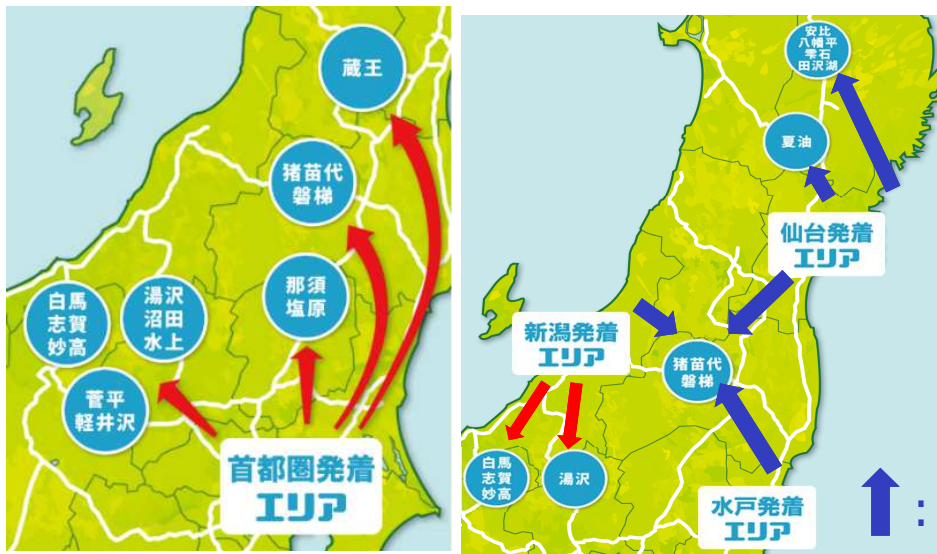 蔵王
猪苗代
磐梯
那須
塩原
白馬
志賀
妙高
湯沢
沼田
水上
菅平
軽井沢
首都圏発着
エリア
安比
八幡平
雫石
田沢湖
夏油
仙台発着
エリア
新潟発着
エリア
猪苗代
磐梯
白馬
志賀
妙高
湯沢
水戸発着
エリア
: